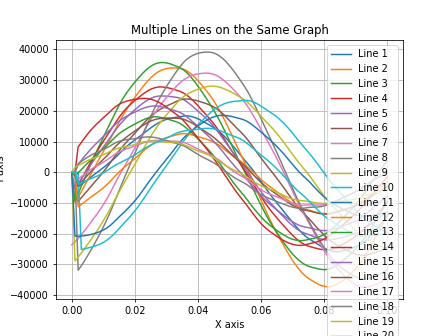 Multiple Lines on the Same Graph
40000
30000
20000
10000
0
-10000
-20000
-30000
-40000
0.00
0.02
0.04
0.06
X axis
Line 1
Line 2
Line 3
Line 4
Line 5
Line 6
Line 7
Line 8
Line 9
Line 10
Line 11
Line 12
Line 13
Line 14
Line 15
Line 16
Line 17
Line 18
Line 19
Line 20